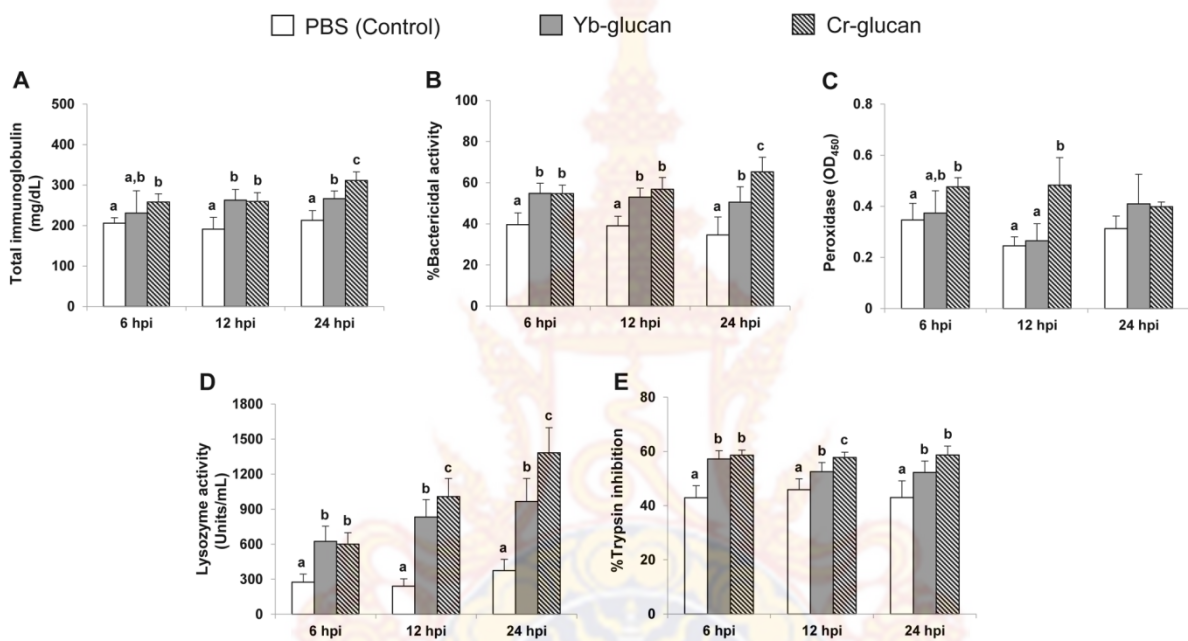 PBS (Control) Yb-glucan Cr-glucan
A
Total immunoglobulin
(mg/dL)
500
400
300
200
100
0
a a,b b a b b a b c
6 hpi 12 hpi 24 hpi
B
%Bactericidal activity
100
80
60
40
20
0
a b b a b b a b c
6 hpi 12 hpi 24 hpi
C
Peroxidase (OD450)
0.8
0.6
0.4
0.2
0
a a,b b a a b
6 hpi 12 hpi 24 hpi
D
Lysozyme activity
(Units/mL)
1800
1500
1200
900
600
300
0
a b b a b c a b c
6 hpi 12 hpi 24 hpi
E
%Trypsin inhibition
80
60
40
20
0
a b b a b c a b b
6 hpi 12 hpi 24 hpi